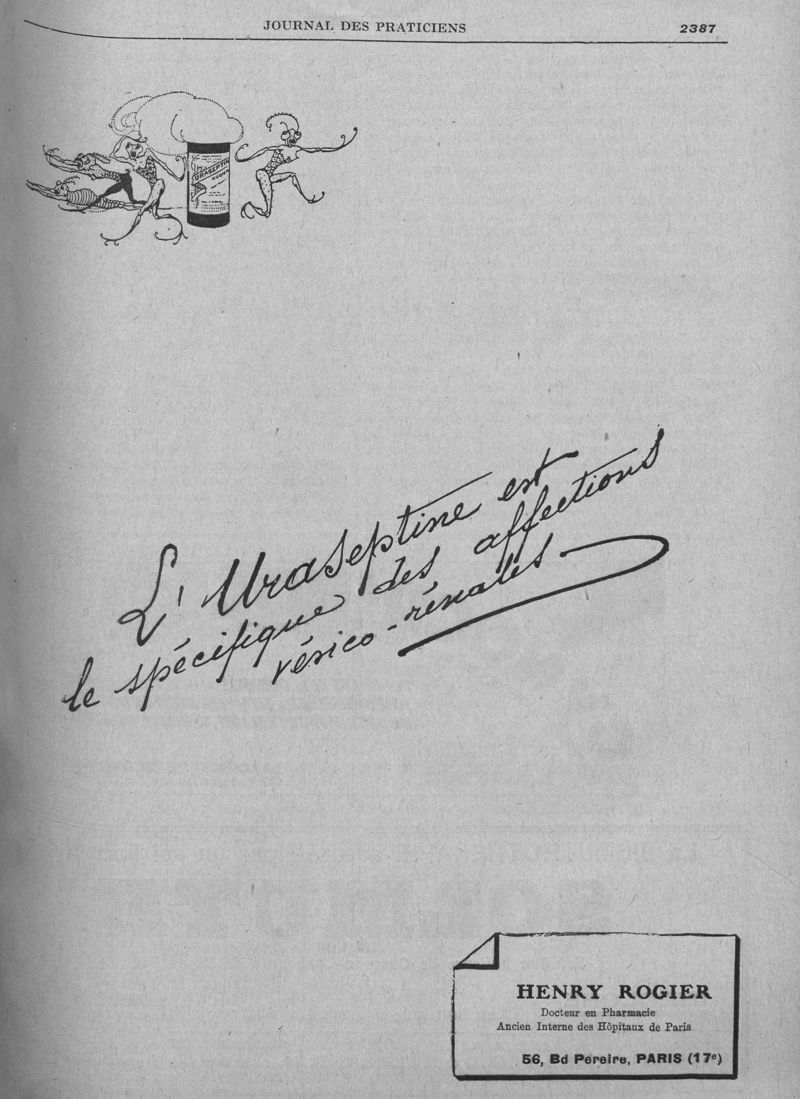 JOURNAL DES PRATICIENS 2387
URASEPTINE
L'Uraseptine est
le spécifique des affections
vésico-rénales
HENRY ROGIER
Docteur en Pharmacie
Ancien Interne des Hôpitaux de Paris
56, Bd Pereire, PARIS (17e)